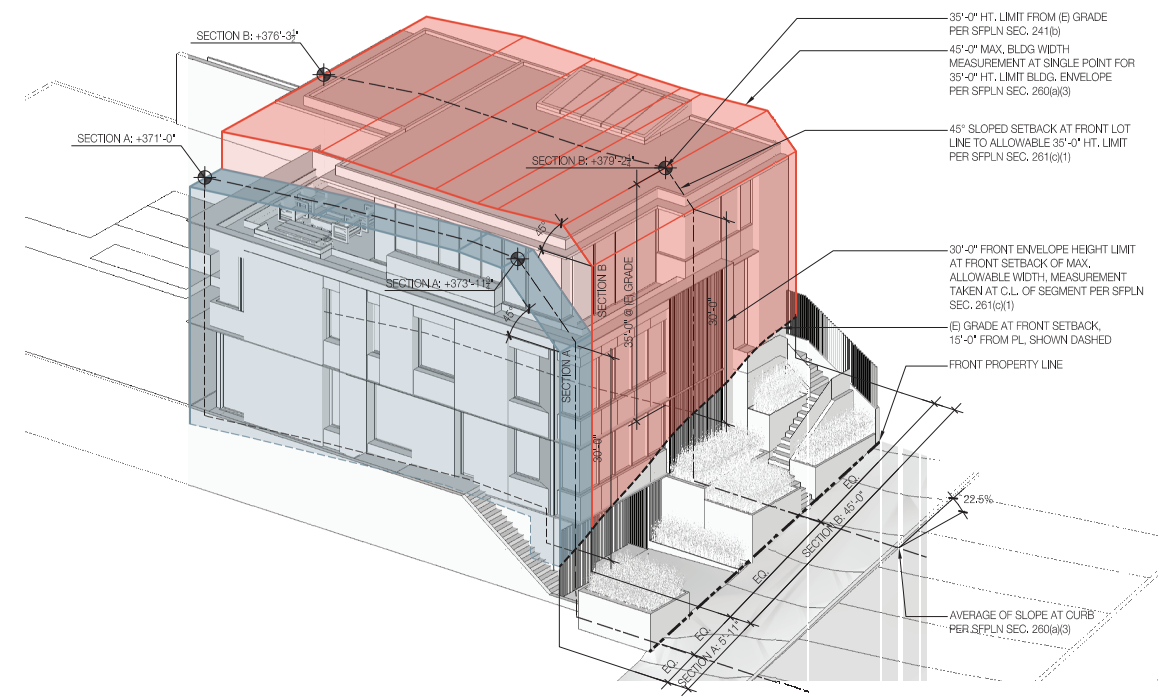 SECTION B: +376'-3½"
SECTION A: +371'-0"
SECTION B: +379'-2½"
SECTION A: +373'-11½"
45°
45°
SECTION B
35'-0" @ (E) GRADE
30'-0"
SECTION A
30'-0"
35'-0" HT. LIMIT FROM (E) GRADE
PER SFPLN SEC. 241(b)
45'-0" MAX. BLDG WIDTH
MEASUREMENT AT SINGLE POINT FOR
35'-0" HT. LIMIT BLDG. ENVELOPE
PER SFPLN SEC. 260(a)(3)
45° SLOPED SETBACK AT FRONT LOT
LINE TO ALLOWABLE 35'-0" HT. LIMIT
PER SFPLN SEC. 261(c)(1)
30'-0" FRONT ENVELOPE HEIGHT LIMIT
AT FRONT SETBACK OF MAX.
ALLOWABLE WIDTH, MEASUREMENT
TAKEN AT C.L. OF SEGMENT PER SFPLN
SEC. 261(c)(1)
(E) GRADE AT FRONT SETBACK,
15'-0" FROM PL, SHOWN DASHED
FRONT PROPERTY LINE
22.5%
EQ.
SECTION B: 45'-0"
EQ.
EQ.
SECTION A: 5'-11"
EQ.
AVERAGE OF SLOPE AT CURB
PER SFPLN SEC. 260(a)(3)